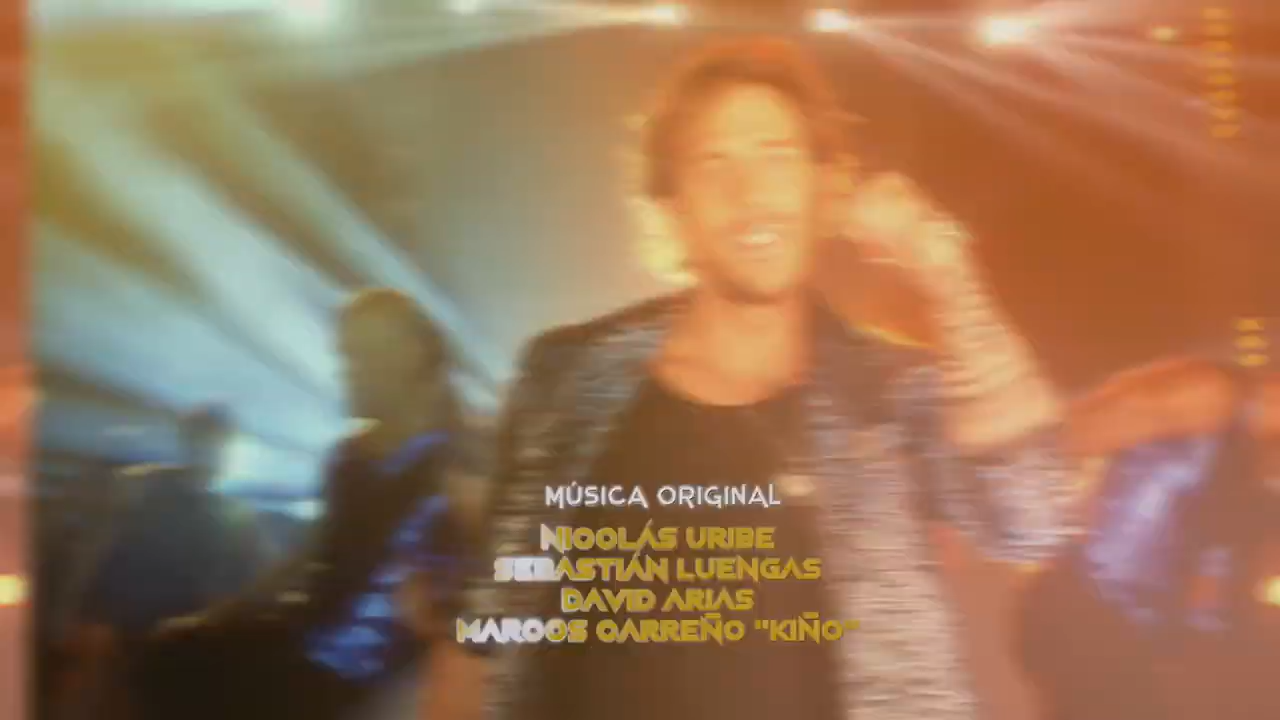 MÚSICA ORIGINAL
NICOLÁS URIBE
SEBASTIÁN LUENGAS
DAVID ARIAS
MARCOS CARREÑO "KIÑO"